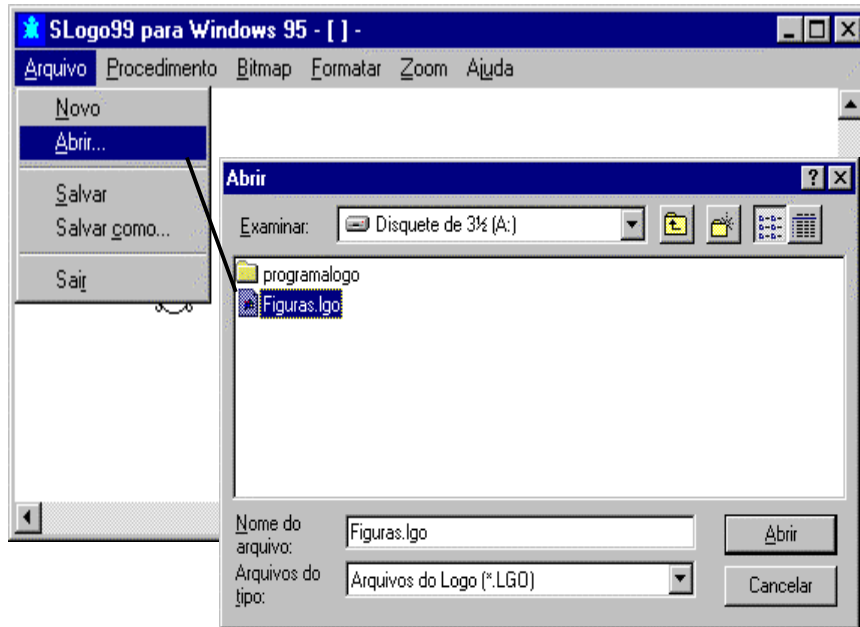 SLogo99 para Windows 95 - [ ] -
Arquivo Procedimento Bitmap Formatar Zoom Ajuda
Novo
Abrir...
Salvar
Salvar como...
Sair
Abrir
Examinar: Disquete de 3½ (A:)
programalogo
Figuras.lgo
Nome do
arquivo:
Figuras.lgo
Abrir
Arquivos do
tipo:
Arquivos do Logo (*.LGO)
Cancelar